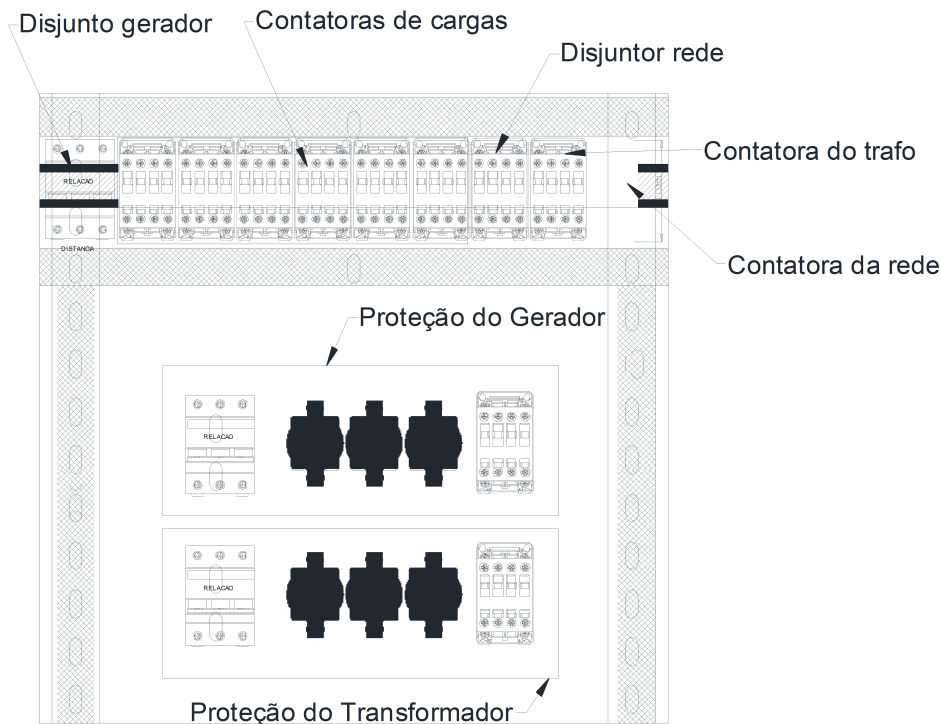 Disjunto gerador
Contatoras de cargas
Disjuntor rede
Contatora do trafo
RELACAO
DISTANCIA
Contatora da rede
Proteção do Gerador
RELACAO
RELACAO
Proteção do Transformador